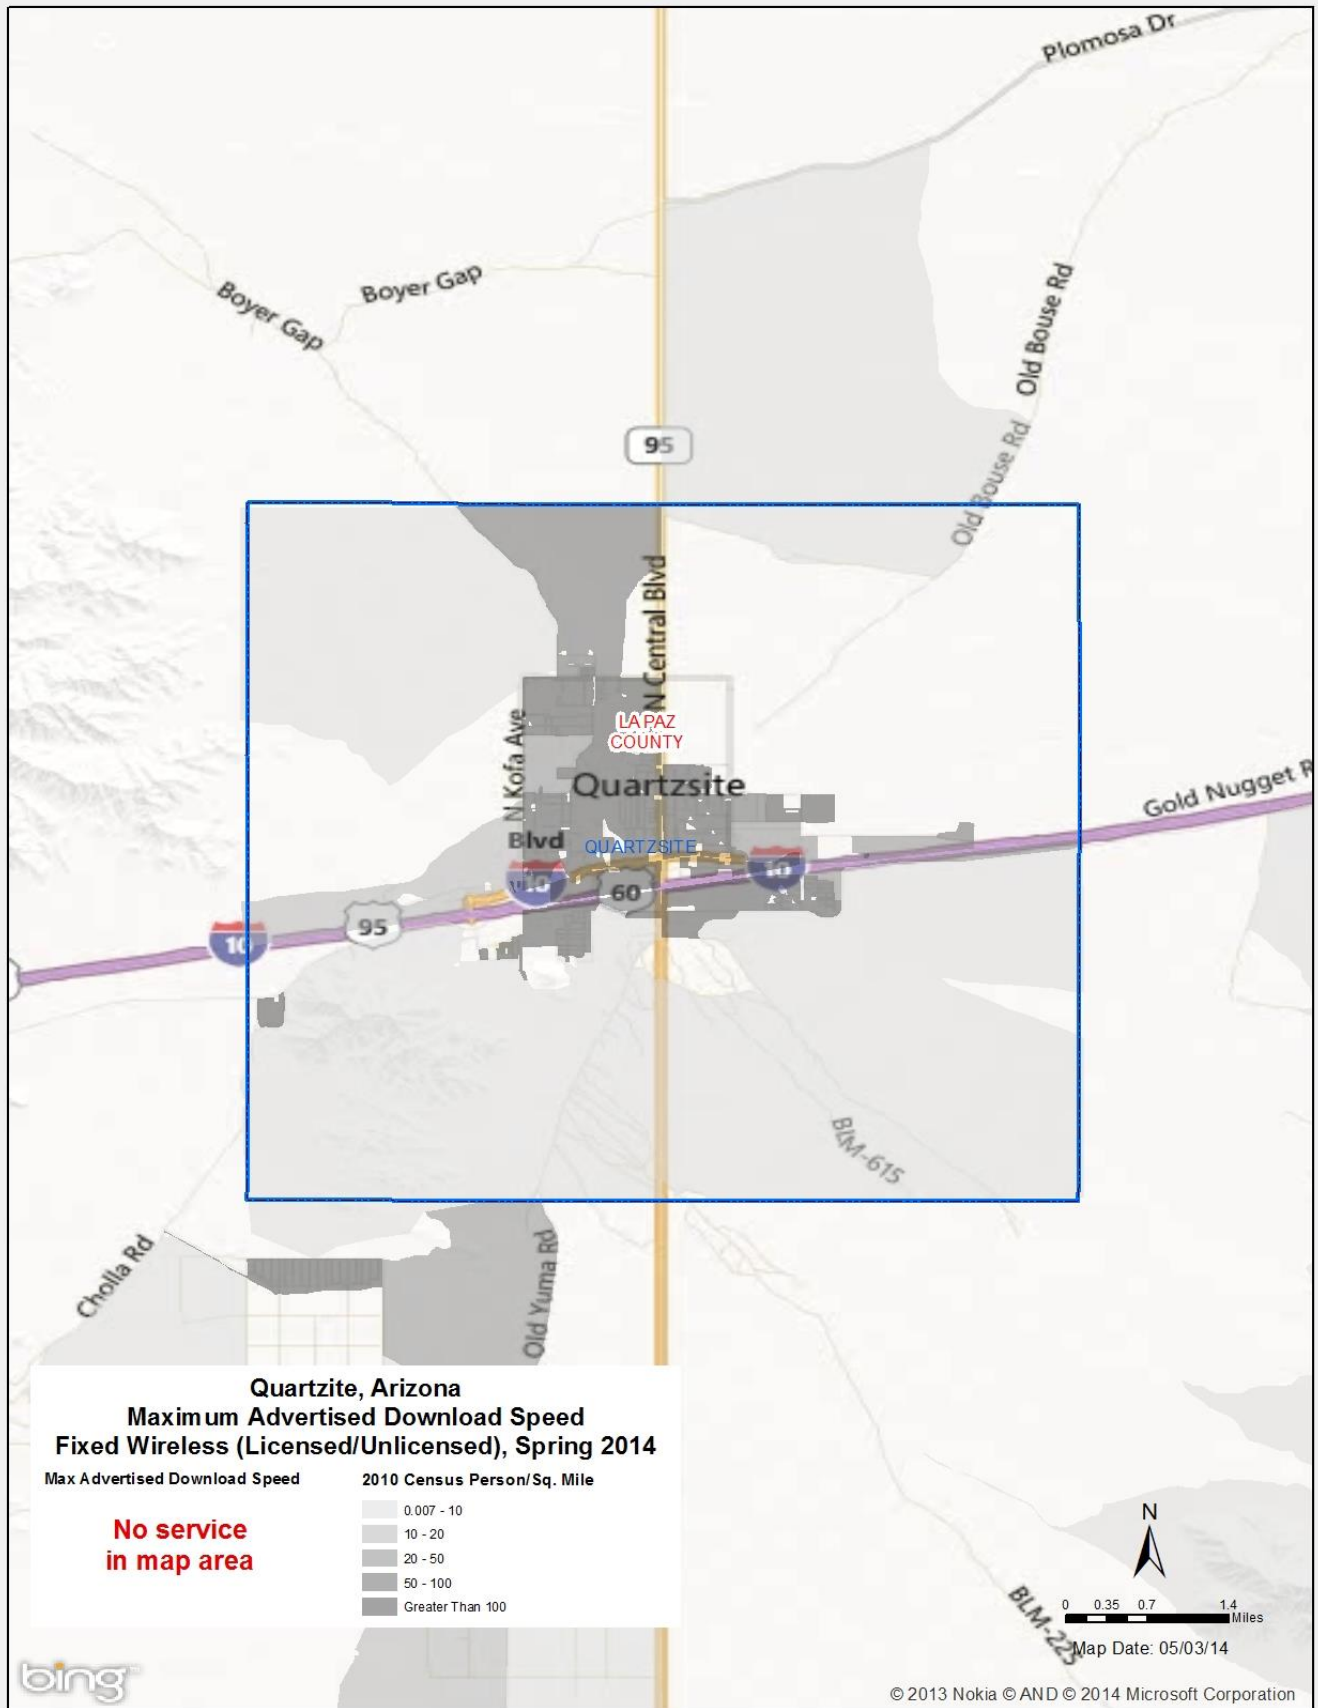 Plomosa Dr
Boyer Gap
Boyer Gap
Old Bouse Rd
Old Bouse Rd
95
N Central Blvd
N Kofa Ave
LA PAZ
COUNTY
Quartzsite
Gold Nugget R
Blvd
QUARTZSITE
10
10
60
95
10
BLM-615
Cholla Rd
Old Yuma Rd
Quartzite, Arizona
Maximum Advertised Download Speed
Fixed Wireless (Licensed/Unlicensed), Spring 2014
Max Advertised Download Speed
No service
in map area
2010 Census Person/Sq. Mile
0.007 - 10
10 - 20
20 - 50
50 - 100
Greater Than 100
N
0 0.35 0.7 1.4
Miles
BLM-225
Map Date: 05/03/14
bing
© 2013 Nokia © AND © 2014 Microsoft Corporation